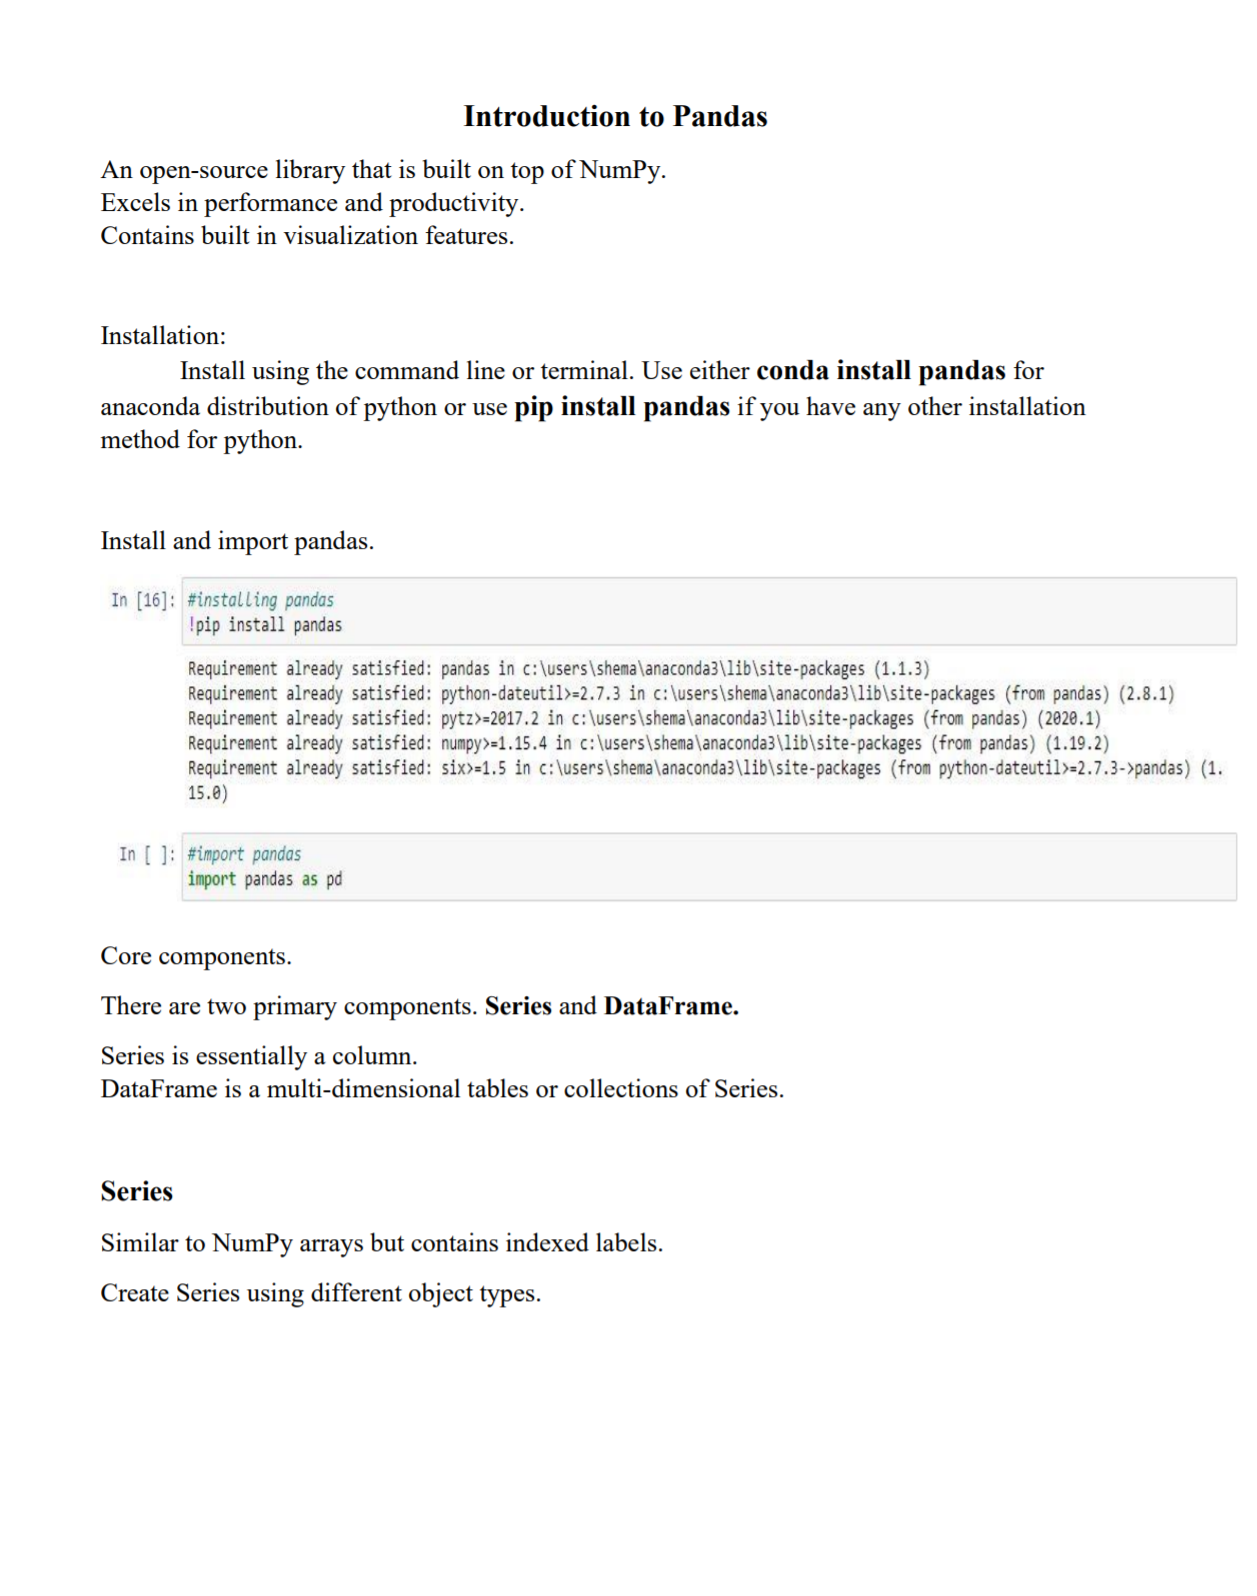 Introduction to Pandas
An open-source library that is built on top of NumPy.
Excels in performance and productivity.
Contains built in visualization features.
Installation:
Install using the command line or terminal. Use either conda install pandas for
anaconda distribution of python or use pip install pandas if you have any other installation
method for python.
Install and import pandas.
In [16]: #installing pandas
!pip install pandas
Requirement already satisfied: pandas in c:\users\shema\anaconda3\lib\site-packages (1.1.3)
Requirement already satisfied: python-dateutil>=2.7.3 in c:\users\shema\anaconda3\lib\site-packages (from pandas) (2.8.1)
Requirement already satisfied: pytz>=2017.2 in c:\users\shema\anaconda3\lib\site-packages (from pandas) (2020.1)
Requirement already satisfied: numpy>=1.15.4 in c:\users\shema\anaconda3\lib\site-packages (from pandas) (1.19.2)
Requirement already satisfied: six>=1.5 in c:\users\shema\anaconda3\lib\site-packages (from python-dateutil>=2.7.3->pandas) (1.
15.0)
In [ ]: #import pandas
import pandas as pd
Core components.
There are two primary components. Series and DataFrame.
Series is essentially a column.
DataFrame is a multi-dimensional tables or collections of Series.
Series
Similar to NumPy arrays but contains indexed labels.
Create Series using different object types.